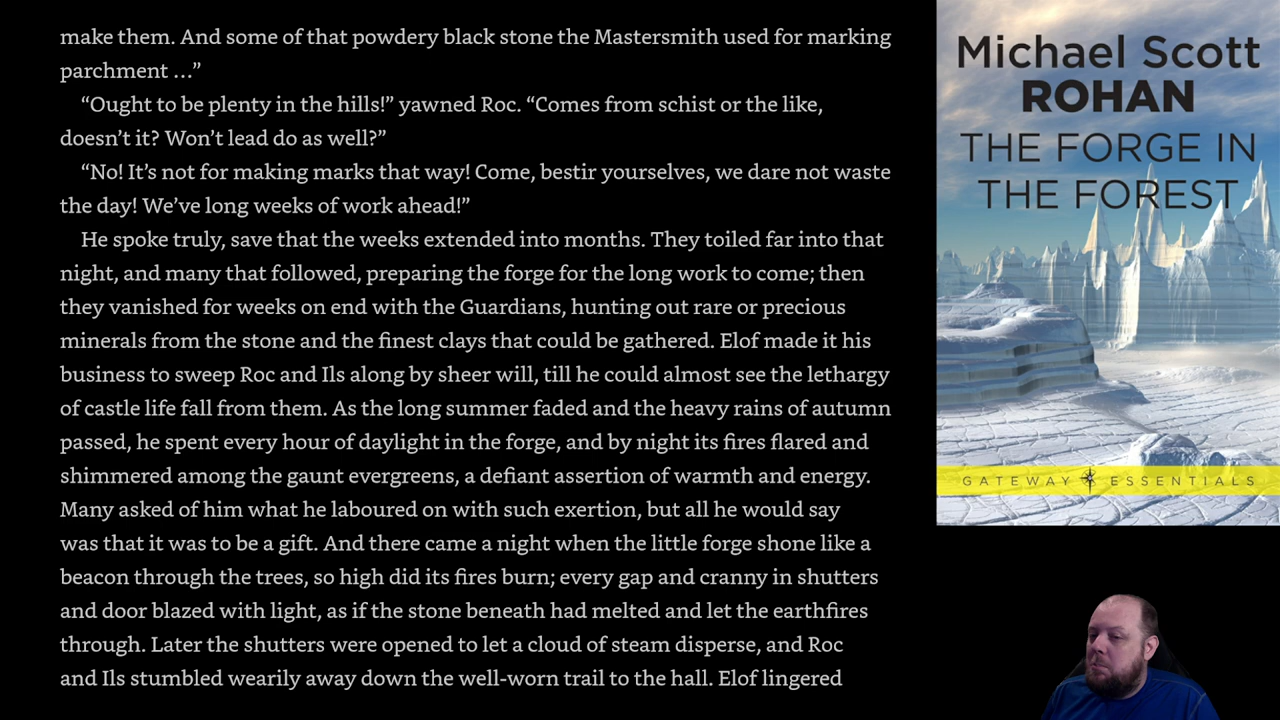 make them. And some of that powdery black stone the Mastersmith used for marking
parchment …”
“Ought to be plenty in the hills!” yawned Roc. “Comes from schist or the like,
doesn’t it? Won’t lead do as well?”
“No! It’s not for making marks that way! Come, bestir yourselves, we dare not waste
the day! We’ve long weeks of work ahead!”
He spoke truly, save that the weeks extended into months. They toiled far into that
night, and many that followed, preparing the forge for the long work to come; then
they vanished for weeks on end with the Guardians, hunting out rare or precious
minerals from the stone and the finest clays that could be gathered. Elof made it his
business to sweep Roc and Ils along by sheer will, till he could almost see the lethargy
of castle life fall from them. As the long summer faded and the heavy rains of autumn
passed, he spent every hour of daylight in the forge, and by night its fires flared and
shimmered among the gaunt evergreens, a defiant assertion of warmth and energy.
Many asked of him what he laboured on with such exertion, but all he would say
was that it was to be a gift. And there came a night when the little forge shone like a
beacon through the trees, so high did its fires burn; every gap and cranny in shutters
and door blazed with light, as if the stone beneath had melted and let the earthfires
through. Later the shutters were opened to let a cloud of steam disperse, and Roc
and Ils stumbled wearily away down the well-worn trail to the hall. Elof lingered
Michael Scott
ROHAN
THE FORGE IN
THE FOREST
GATEWAY ESSENTIALS